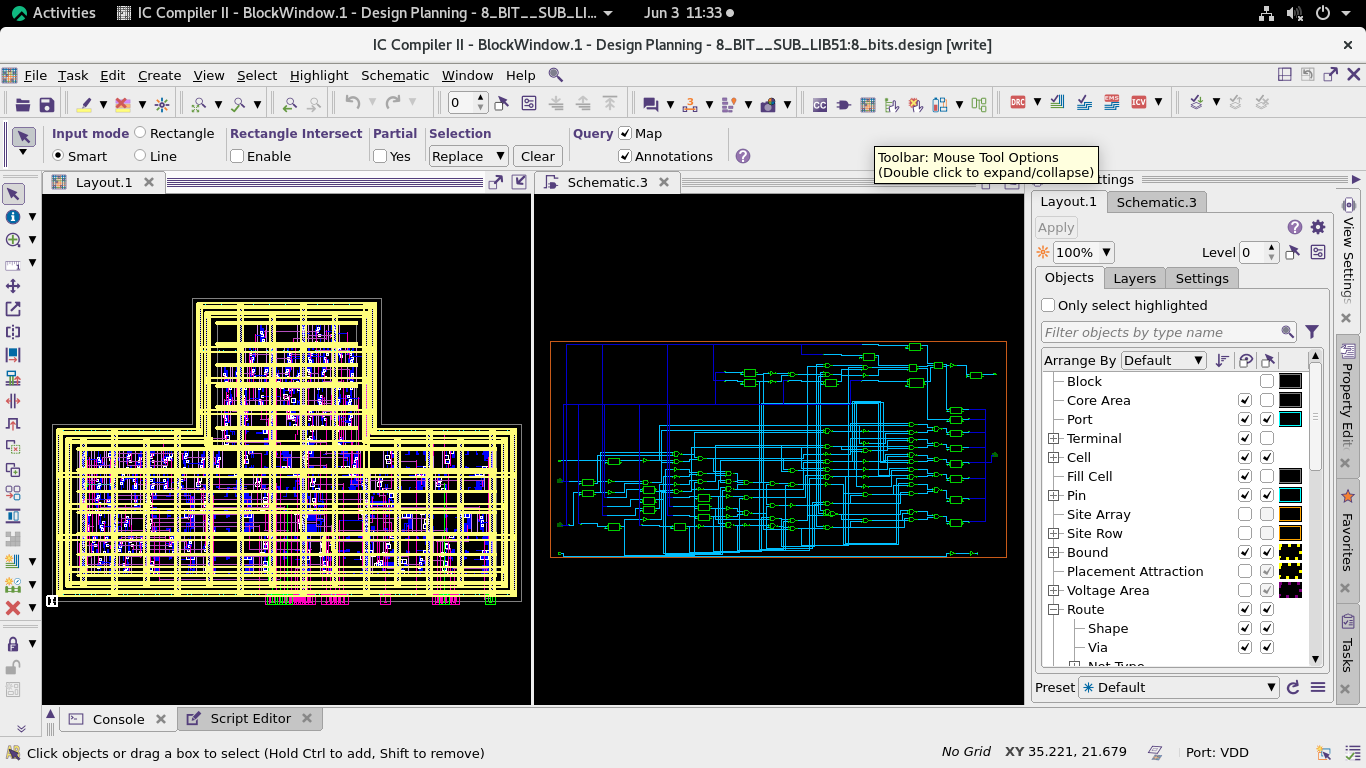 Activities
IC Compiler II - BlockWindow.1 - Design Planning - 8_BIT__SUB_LI...
Jun 3 11:33
IC Compiler II - BlockWindow.1 - Design Planning - 8_BIT__SUB_LIB51:8_bits.design [write]
File Task Edit Create View Select Highlight Schematic Window Help
0
CC
DRC
EMS
ICV
Input mode Rectangle Rectangle Intersect Partial Selection Query Map
Smart Line Enable Yes Replace Clear Annotations
Toolbar: Mouse Tool Options
(Double click to expand/collapse)
Layout.1
Schematic.3
ttings
Layout.1 Schematic.3
Apply
100% Level 0
Objects Layers Settings
Only select highlighted
Filter objects by type name
Arrange By Default
Block
Core Area
Port
Terminal
Cell
Fill Cell
Pin
Site Array
Site Row
Bound
Placement Attraction
Voltage Area
Route
Shape
Via
Net Type
Preset Default
View Settings
Property Edit
Favorites
Tasks
Console Script Editor
Click objects or drag a box to select (Hold Ctrl to add, Shift to remove)
No Grid XY 35.221, 21.679 Port: VDD